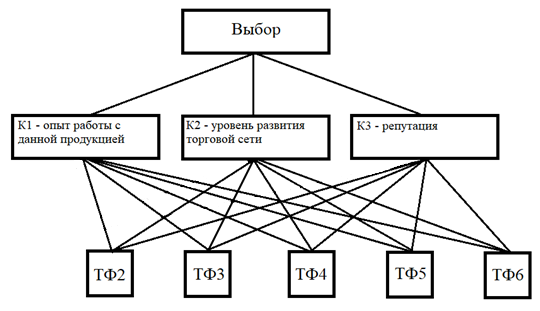 Выбор
К1 - опыт работы с
данной продукцией
К2 - уровень развития
торговой сети
К3 - репутация
ТФ2
ТФ3
ТФ4
ТФ5
ТФ6